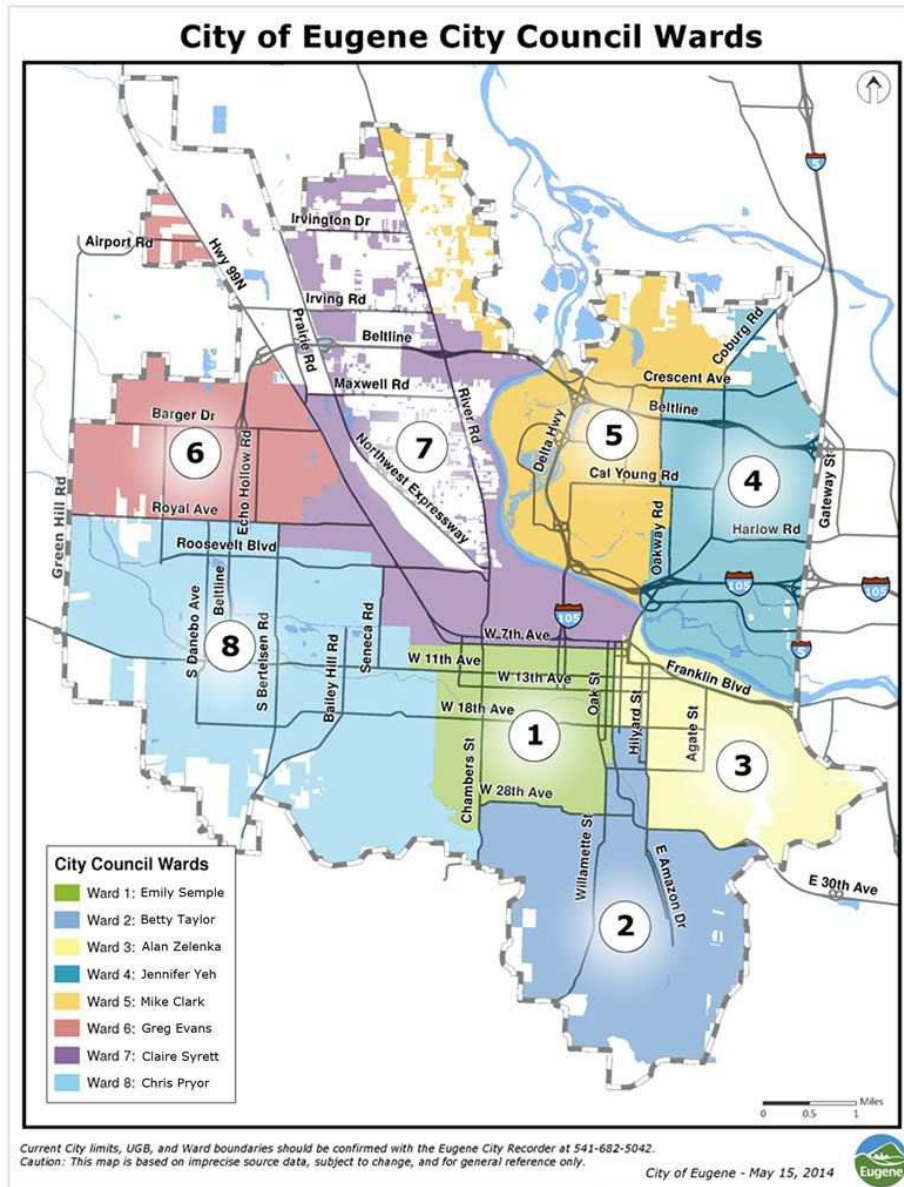 City of Eugene City Council Wards
5
Irvington Dr
Airport Rd
Hwy 99N
Irving Rd
Prairie Rd
Beltline
Coburg Rd
Maxwell Rd
River Rd
Crescent Ave
Beltline
Barger Dr
Delta Hwy
5
6
7
Echo Hollow Rd
Northwest Expressway
Cal Young Rd
4
Gateway St
Green Hill Rd
Royal Ave
Oakway Rd
Harlow Rd
Roosevelt Blvd
105
105
105
S Danebo Ave
Beltline
S Bertelsen Rd
8
Bailey Hill Rd
Seneca Rd
W 7th Ave
5
W 11th Ave
W 13th Ave
Franklin Blvd
Oak St
Hilyard St
Agate St
W 18th Ave
1
3
Chambers St
W 28th Ave
Willamette St
E Amazon Dr
E 30th Ave
2
City Council Wards
Ward 1: Emily Semple
Ward 2: Betty Taylor
Ward 3: Alan Zelenka
Ward 4: Jennifer Yeh
Ward 5: Mike Clark
Ward 6: Greg Evans
Ward 7: Claire Syrett
Ward 8: Chris Pryor
Miles
0 0.5 1
Current City limits, UGB, and Ward boundaries should be confirmed with the Eugene City Recorder at 541-682-5042.
Caution: This map is based on imprecise source data, subject to change, and for general reference only.
City of Eugene - May 15, 2014
Eugene